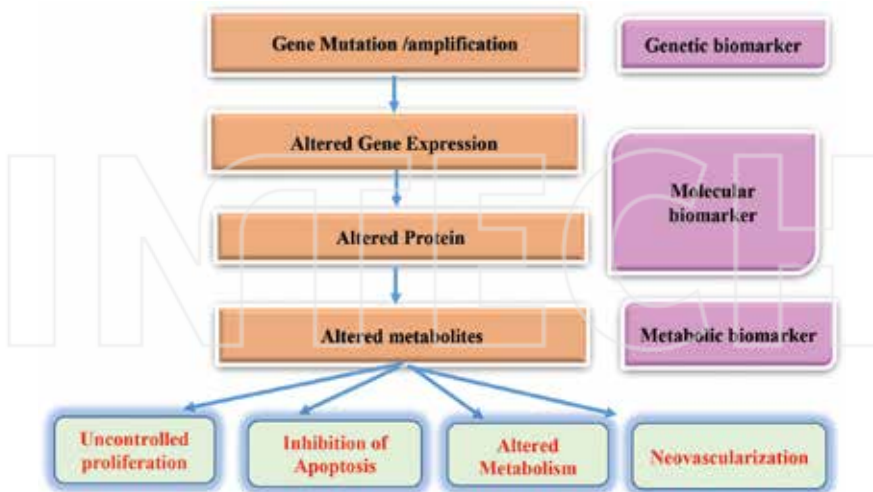 Gene Mutation /amplification
Genetic biomarker
Altered Gene Expression
Molecular
biomarker
Altered Protein
Altered metabolites
Metabolic biomarker
Uncontrolled
proliferation
Inhibition of
Apoptosis
Altered
Metabolism
Neovascularization
INTECH